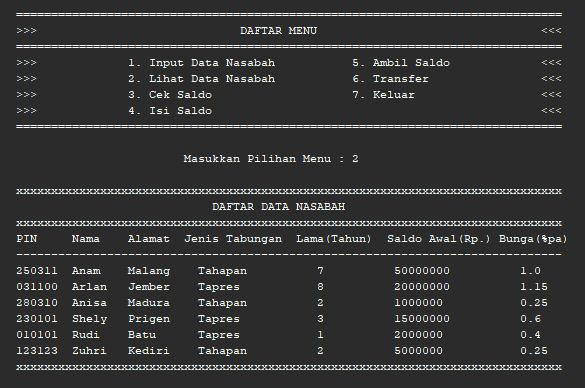 ==============================================================================
>>> DAFTAR MENU <<<
==============================================================================
>>> 1. Input Data Nasabah 5. Ambil Saldo <<<
>>> 2. Lihat Data Nasabah 6. Transfer <<<
>>> 3. Cek Saldo 7. Keluar <<<
>>> 4. Isi Saldo <<<
==============================================================================
Masukkan Pilihan Menu : 2
xxxxxxxxxxxxxxxxxxxxxxxxxxxxxxxxxxxxxxxxxxxxxxxxxxxxxxxxxxxxxxxxxxxxxxxxxxxxxx
DAFTAR DATA NASABAH
xxxxxxxxxxxxxxxxxxxxxxxxxxxxxxxxxxxxxxxxxxxxxxxxxxxxxxxxxxxxxxxxxxxxxxxxxxxxxx
PIN Nama Alamat Jenis Tabungan Lama(Tahun) Saldo Awal(Rp.) Bunga(%pa)
------------------------------------------------------------------------------
250311 Anam Malang Tahapan 7 50000000 1.0
031100 Arlan Jember Tapres 8 20000000 1.15
280310 Anisa Madura Tahapan 2 1000000 0.25
230101 Shely Prigen Tapres 3 15000000 0.6
010101 Rudi Batu Tapres 1 2000000 0.4
123123 Zuhri Kediri Tahapan 2 5000000 0.25
xxxxxxxxxxxxxxxxxxxxxxxxxxxxxxxxxxxxxxxxxxxxxxxxxxxxxxxxxxxxxxxxxxxxxxxxxxxxxx